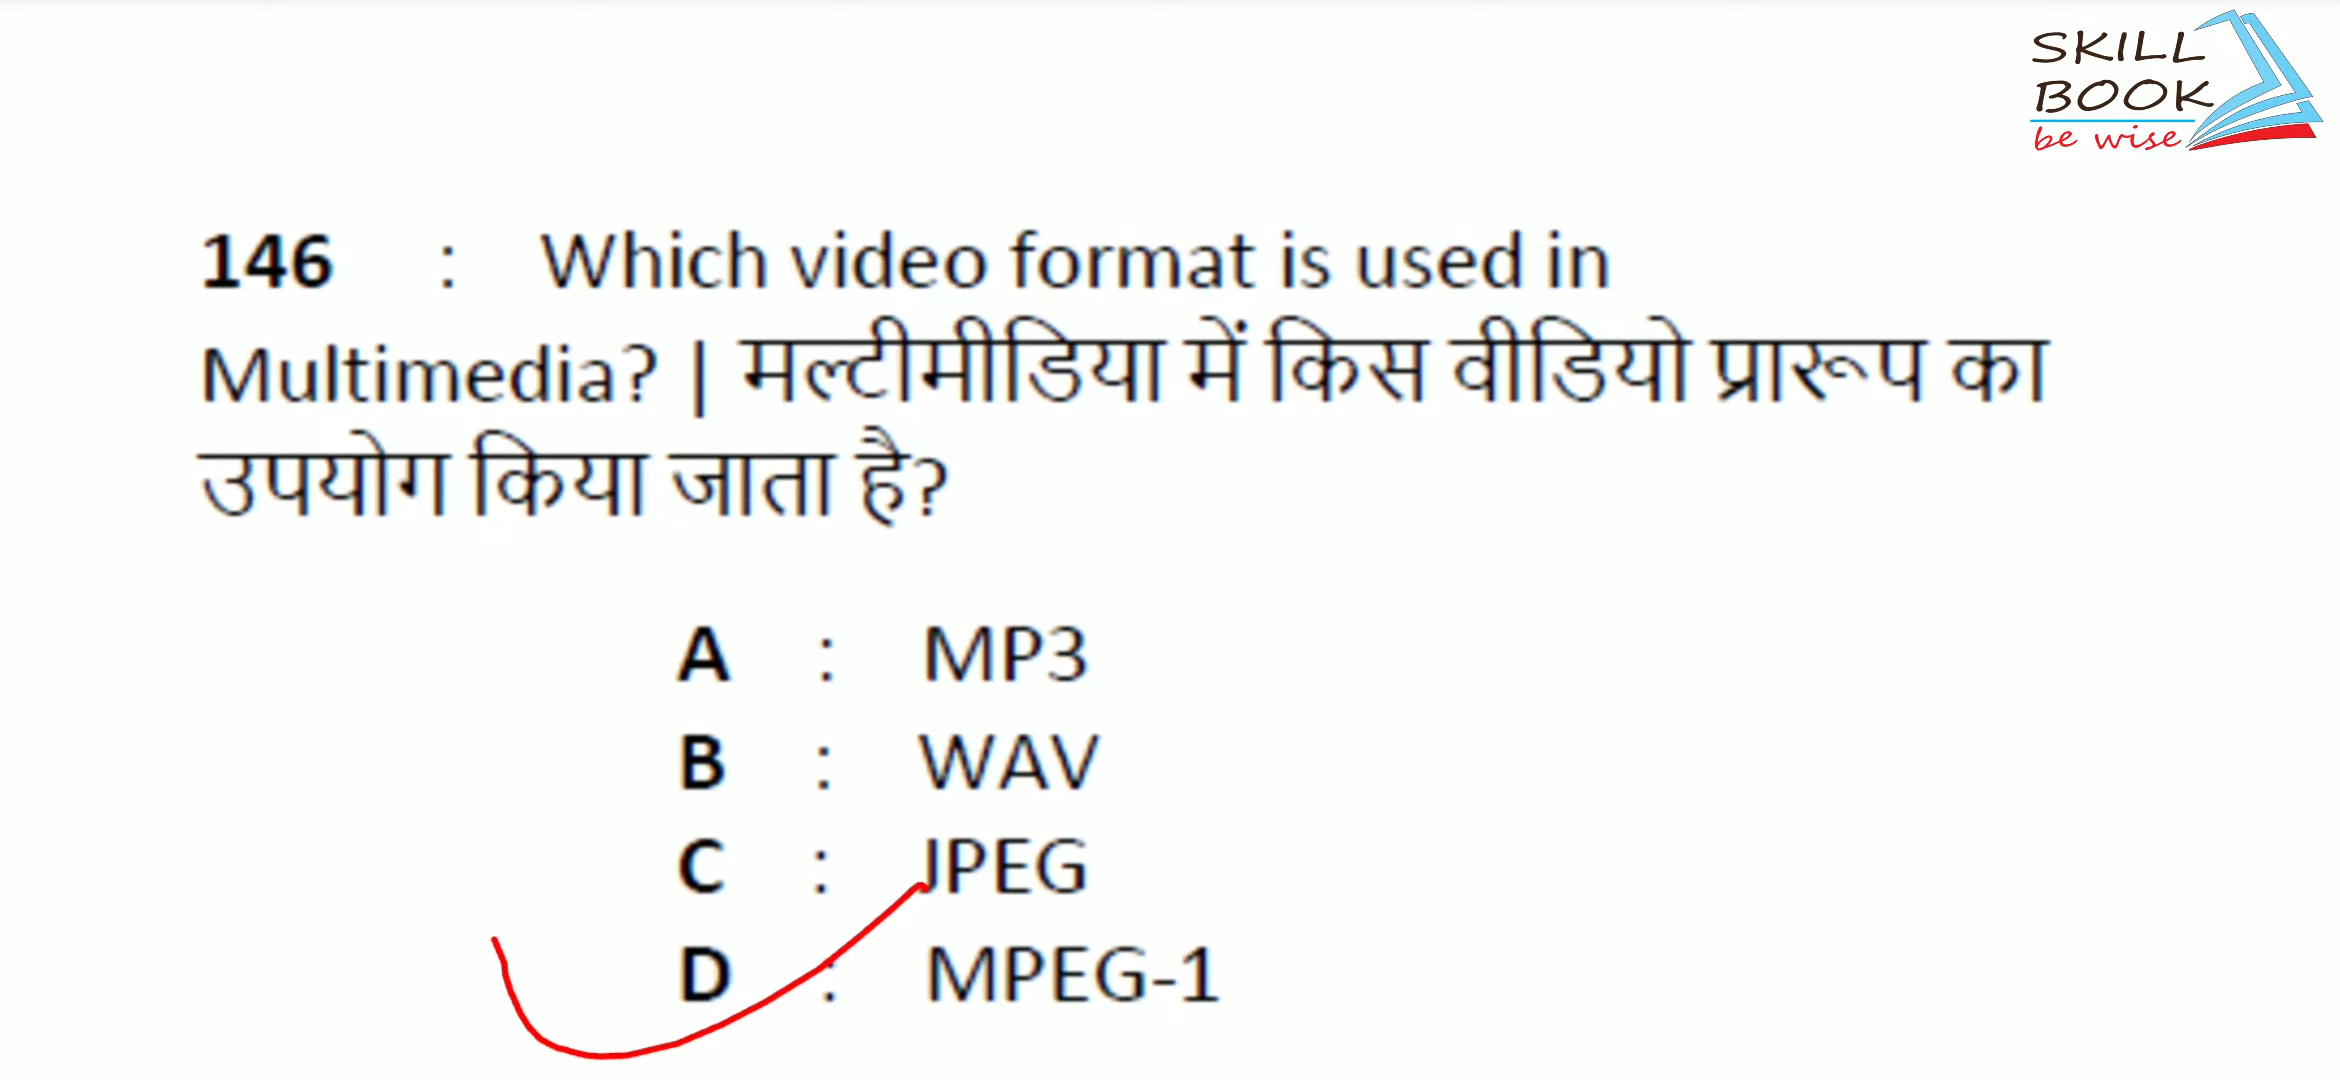 SKILL
BOOK
be wise
146 : Which video format is used in
Multimedia? | मल्टीमीडिया में किस वीडियो प्रारूप का
उपयोग किया जाता है?
A : MP3
B : WAV
C : JPEG
D : MPEG-1